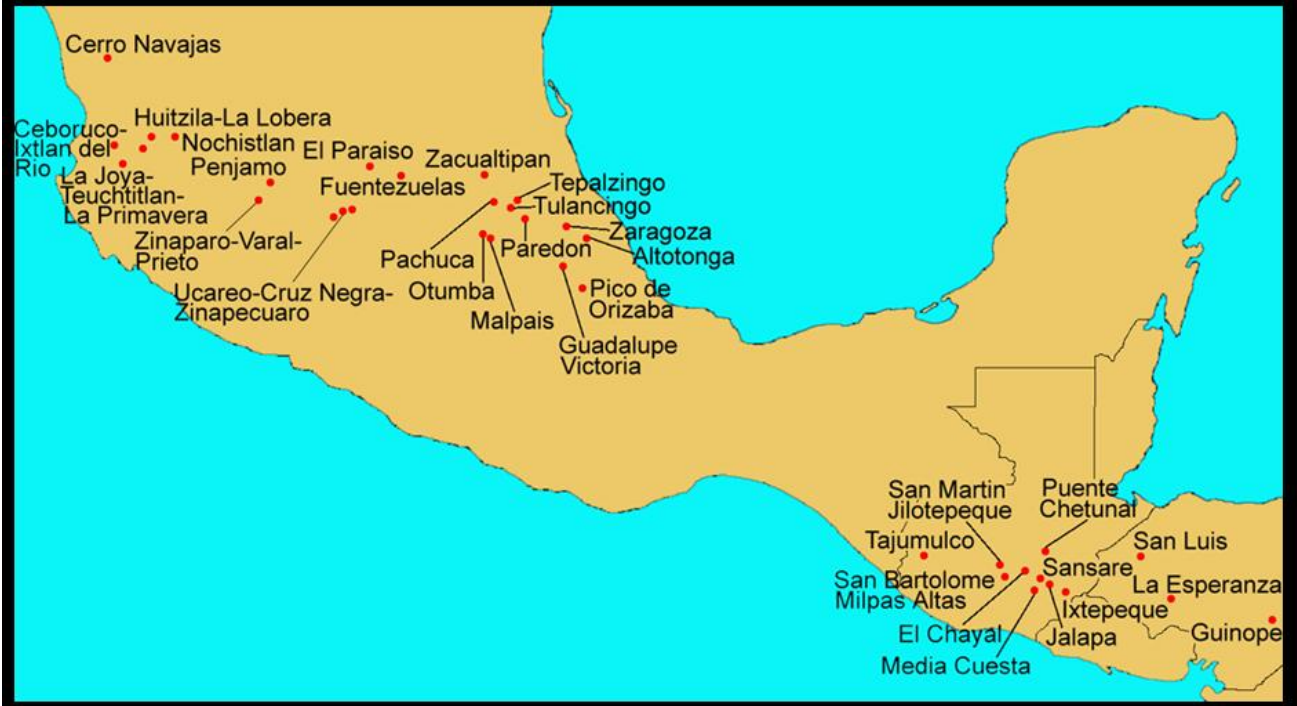 Cerro Navajas
Huitzila-La Lobera
Ceboruco-
Ixtlan del
Rio
Nochistlan
El Paraiso
Zacualtipan
Penjamo
La Joya-
Teuchtitlan-
La Primavera
Fuentezuelas
Tepalzingo
Tulancingo
Zaragoza
Altotonga
Zinaparo-Varal-
Prieto
Paredon
Pachuca
Ucareo-Cruz Negra-
Zinapecuaro
Otumba
Pico de
Orizaba
Malpais
Guadalupe
Victoria
San Martin
Jilotepeque
Puente
Chetunal
Tajumulco
San Luis
Sansare
San Bartolome
Milpas Altas
La Esperanza
Ixtepeque
El Chayal
Jalapa
Guinope
Media Cuesta